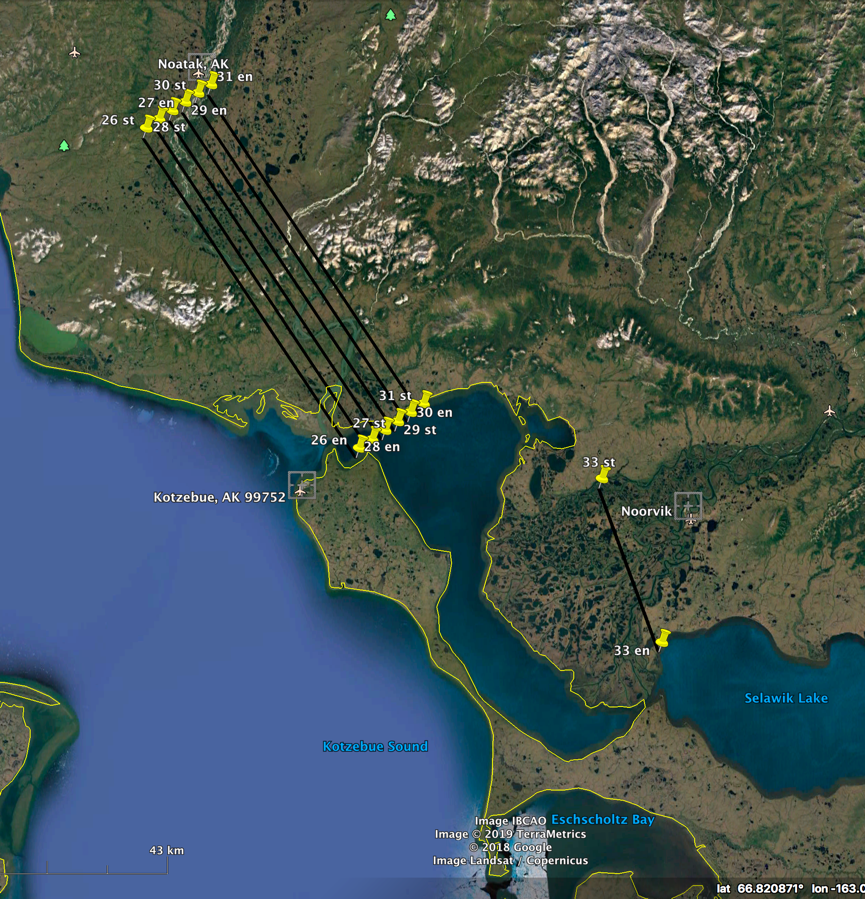 Noatak, AK
31 en
30 st
27 en
29 en
26 st
28 st
31 st
30 en
27 st
29 st
26 en
28 en
33 st
Kotzebue, AK 99752
Noorvik
33 en
Selawik Lake
Kotzebue Sound
Eschscholtz Bay
Image IBCAO
Image © 2019 TerraMetrics
© 2018 Google
Image Landsat / Copernicus
43 km
lat 66.820871° lon -163.0